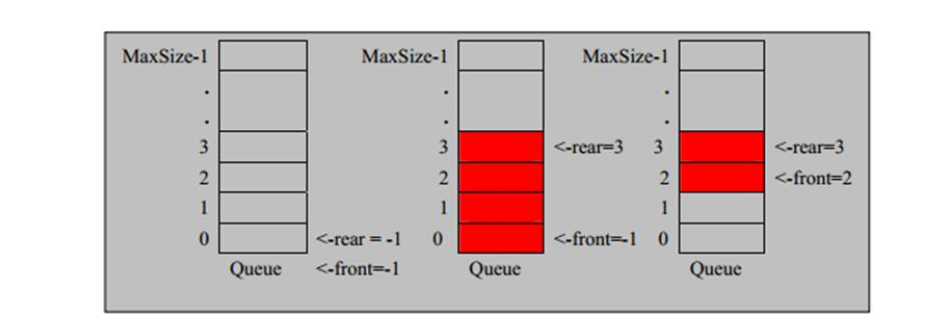 MaxSize-1 MaxSize-1 MaxSize-1
. . .
. . .
3 3 <-rear=3 3 <-rear=3
2 2 2 <-front=2
1 1 1
0 <-rear = -1 0 <-front=-1 0
Queue <-front=-1 Queue Queue